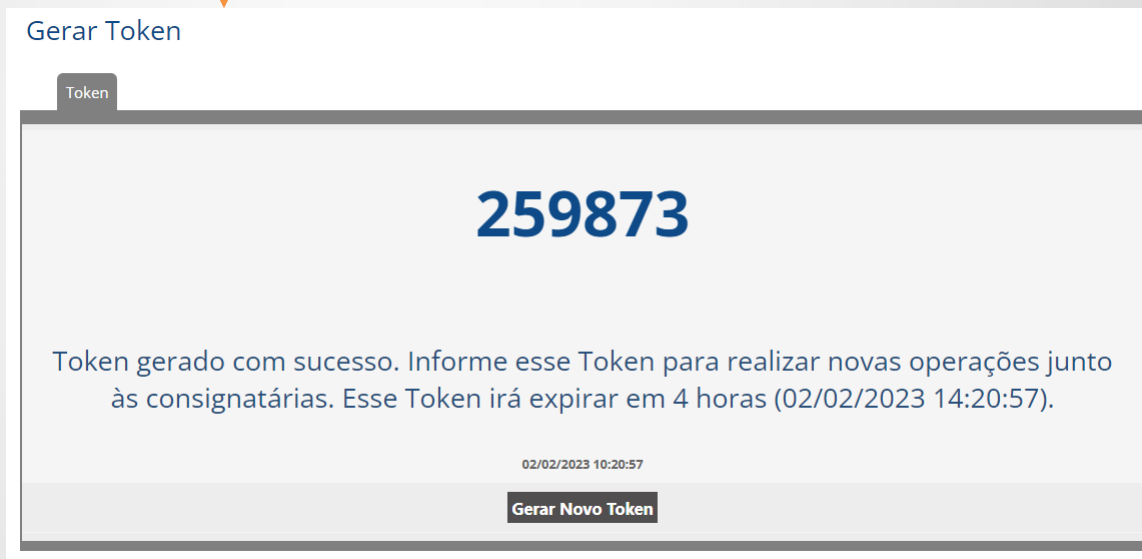 Gerar Token
Token
259873
Token gerado com sucesso. Informe esse Token para realizar novas operações junto
às consignatárias. Esse Token irá expirar em 4 horas (02/02/2023 14:20:57).
02/02/2023 10:20:57
Gerar Novo Token